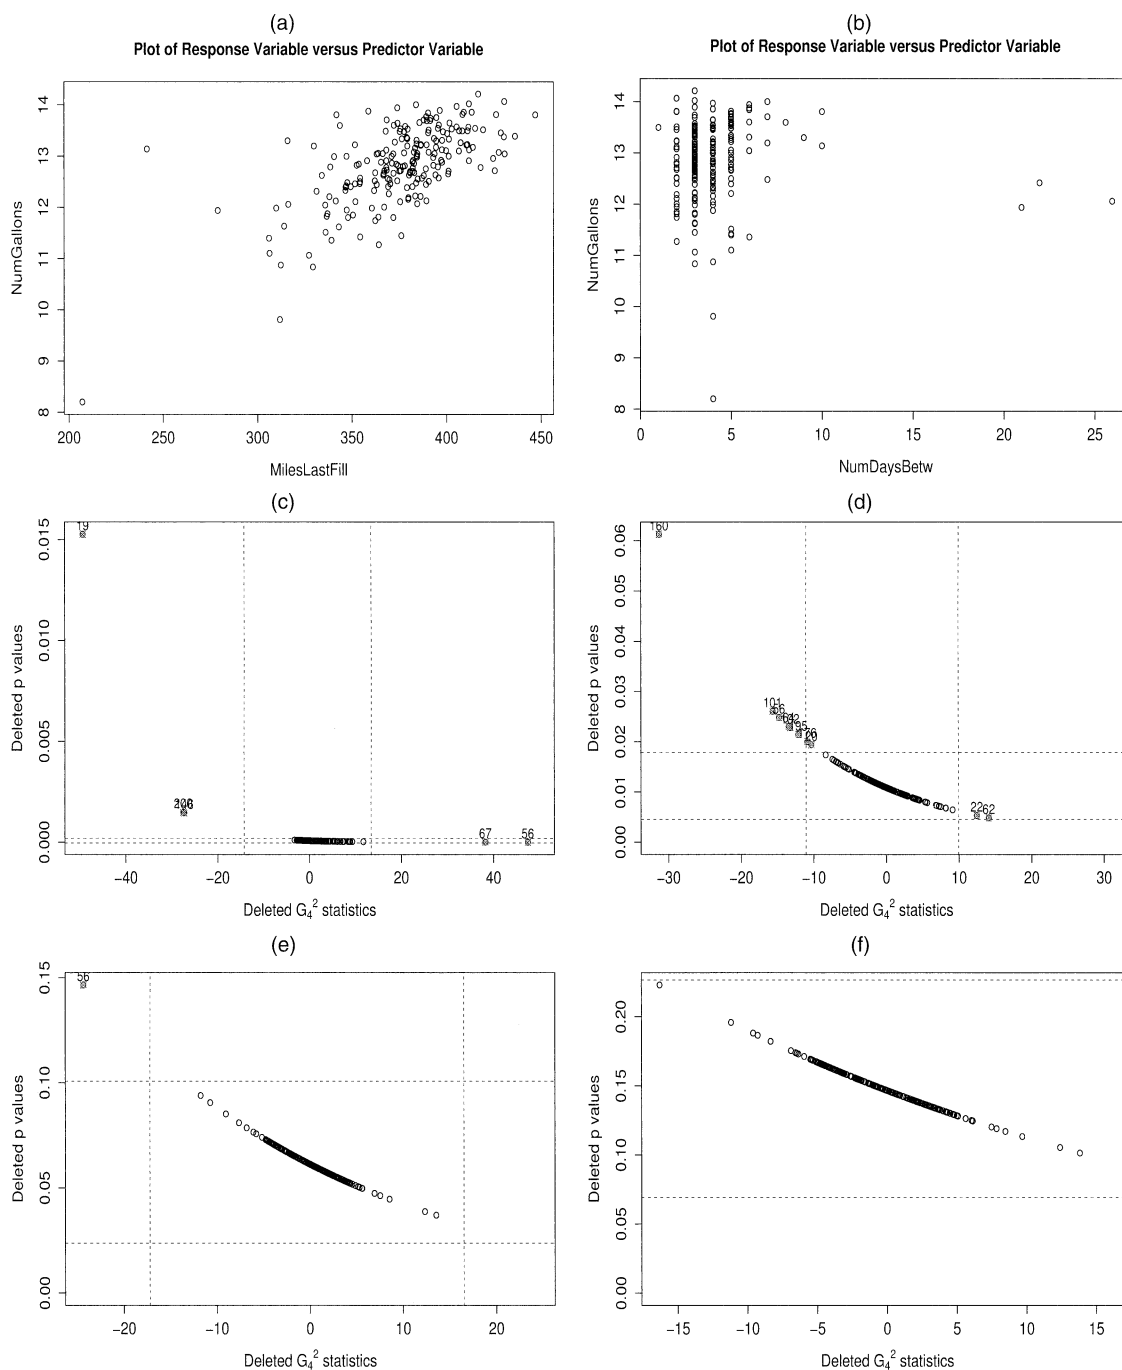 (a)
Plot of Response Variable versus Predictor Variable
NumGallons
14
13
12
11
10
9
8
200 250 300 350 400 450
MilesLastFill
(b)
Plot of Response Variable versus Predictor Variable
NumGallons
14
13
12
11
10
9
8
0 5 10 15 20 25
NumDaysBetw
(c)
Deleted p values
0.015
0.010
0.005
0.000
19
67 56
−40 −20 0 20 40
Deleted G₄² statistics
(d)
Deleted p values
0.06
0.05
0.04
0.03
0.02
0.01
0.00
160
101
22 62
−30 −20 −10 0 10 20 30
Deleted G₄² statistics
(e)
Deleted p values
0.15
0.10
0.05
0.00
56
−20 −10 0 10 20
Deleted G₄² statistics
(f)
Deleted p values
0.20
0.15
0.10
0.05
0.00
−15 −10 −5 0 5 10 15
Deleted G₄² statistics